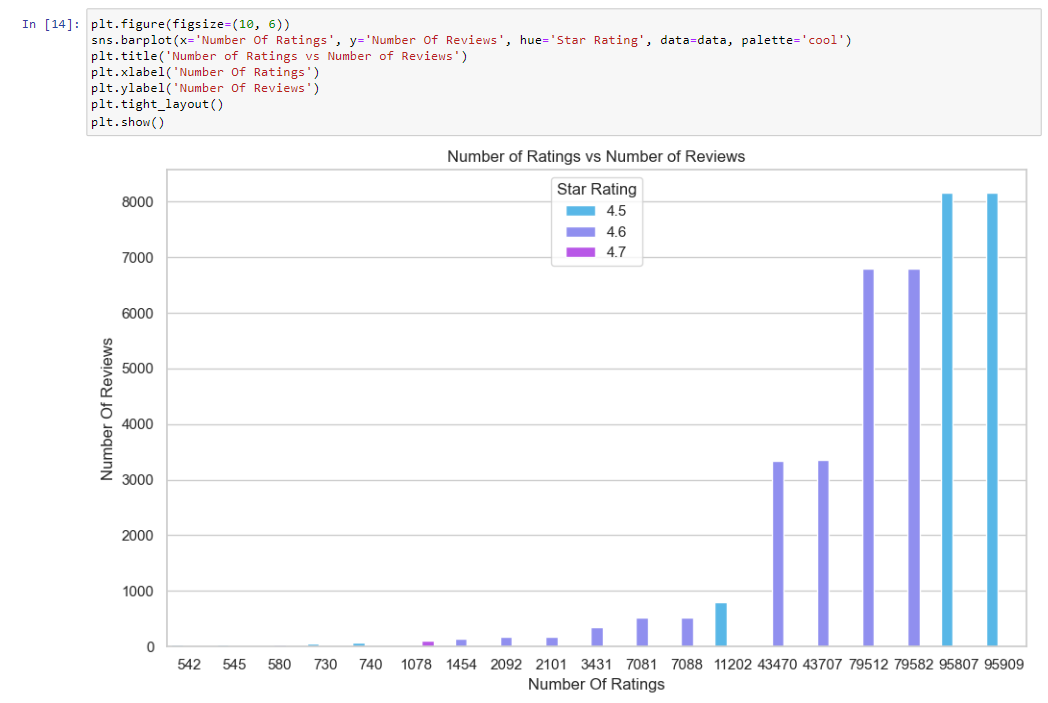 In [14]: plt.figure(figsize=(10, 6))
sns.barplot(x='Number Of Ratings', y='Number Of Reviews', hue='Star Rating', data=data, palette='cool')
plt.title('Number of Ratings vs Number of Reviews')
plt.xlabel('Number Of Ratings')
plt.ylabel('Number Of Reviews')
plt.tight_layout()
plt.show()
Number of Ratings vs Number of Reviews
Star Rating
4.5
4.6
4.7
8000
7000
6000
5000
4000
3000
2000
1000
0
Number Of Reviews
542 545 580 730 740 1078 1454 2092 2101 3431 7081 7088 11202 43470 43707 79512 79582 95807 95909
Number Of Ratings